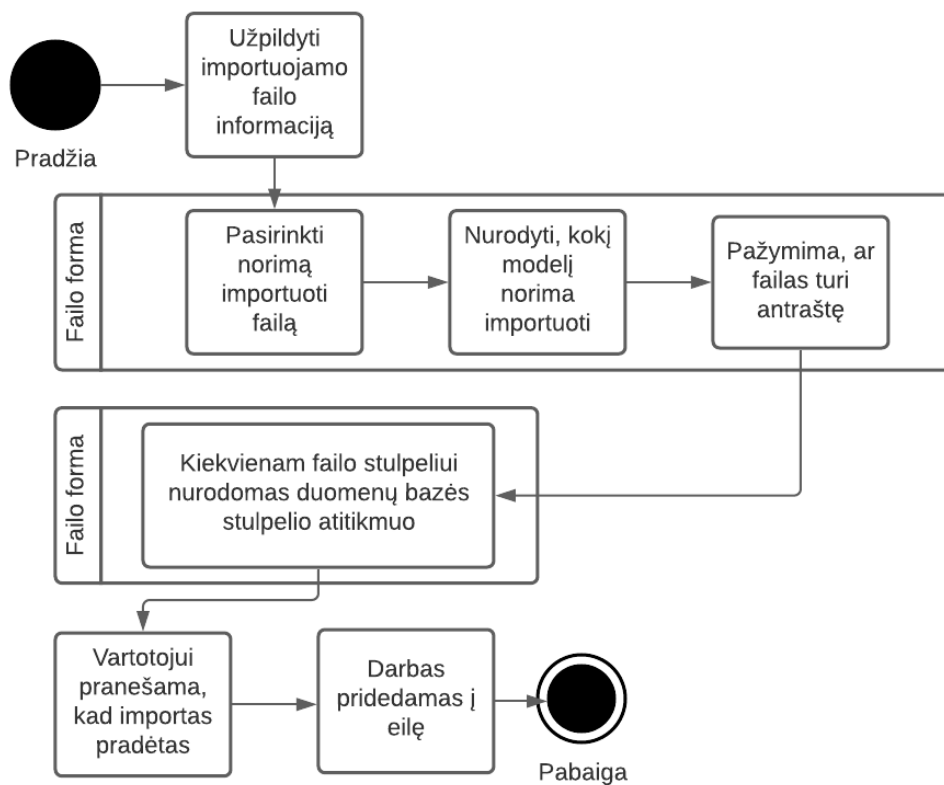 Pradžia
Užpildyti
importuojamo
failo
informaciją
Failo forma
Pasirinkti
norimą
importuoti
failą
Nurodyti, kokį
modelį
norima
importuoti
Pažymima, ar
failas turi
antraštę
Failo forma
Kiekvienam failo stulpeliui
nurodomas duomenų bazės
stulpelio atitikmuo
Vartotojui
pranešama,
kad importas
pradėtas
Darbas
pridedamas į
eilę
Pabaiga